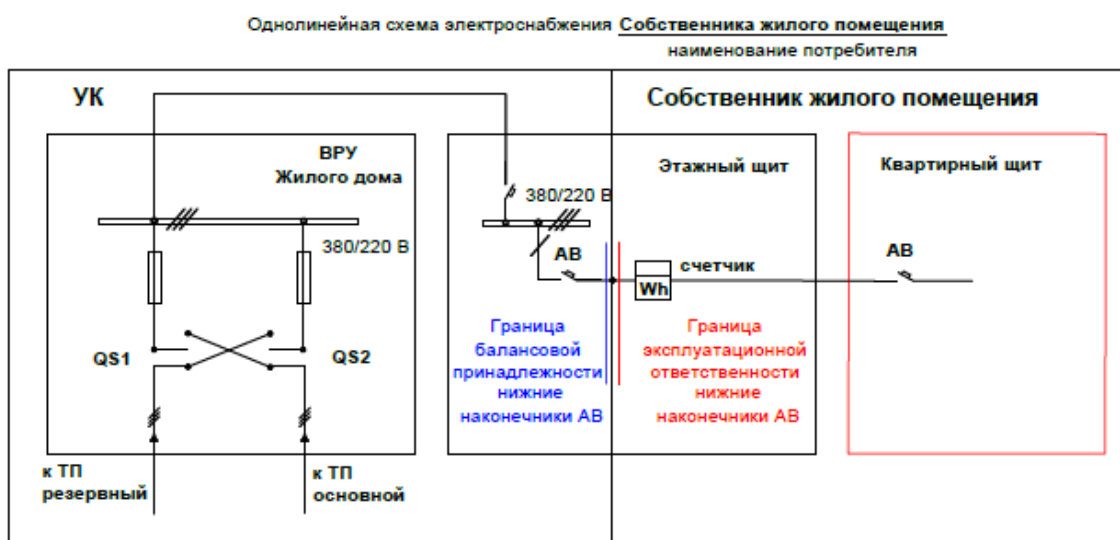 Однолинейная схема электроснабжения Собственника жилого помещения
наименование потребителя
УК
Собственник жилого помещения
ВРУ
Жилого дома
380/220 В
QS1
QS2
к ТП
резервный
к ТП
основной
Этажный щит
380/220 В
АВ
счетчик
Wh
Граница
балансовой
принадлежности
нижние
наконечники АВ
Граница
эксплуатационной
ответственности
нижние
наконечники АВ
Квартирный щит
АВ